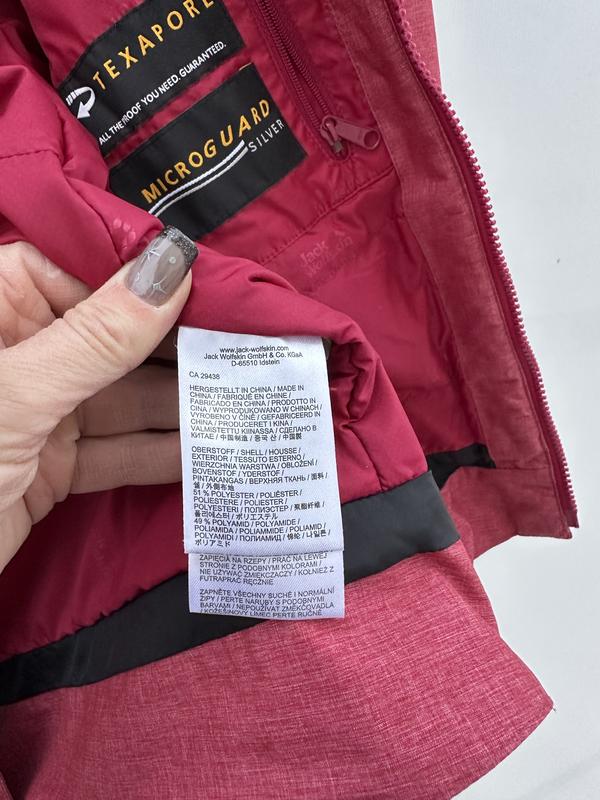 TEXAPORE
ALL THE PROOF YOU NEED. GUARANTEED.
MICROGUARD
SILVER
Jack
www.jack-wolfskin.com
Jack Wolfskin GmbH & Co. KGaA
D-65510 Idstein
CA 29438
HERGESTELLT IN CHINA / MADE IN
CHINA / FABRIQUÉ EN CHINE /
FABRICADO EN CHINA / PRODOTTO IN
CINA / WYPRODUKOWANO W CHINACH /
VYROBENO V ČÍNĚ / GEFABRICEERD IN
CHINA / PRODUCERET I KINA /
VALMISTETTU KIINASSA / СДЕЛАНО В
КИТАЕ / 中国制造 / 중국 산 / 中国製
OBERSTOFF / SHELL / HOUSSE /
EXTERIOR / TESSUTO ESTERNO /
WIERZCHNIA WARSTWA / OBLOŽENÍ /
BOVENSTOF / YDERSTOF /
PINTAKANGAS / ВЕРХНЯЯ ТКАНЬ / 面料 /
/ 外側布地
51 % POLYESTER / POLIÉSTER /
POLIESTERE / POLIESTER /
POLYESTERI / ПОЛИЭСТЕР / 聚酯纤维 /
폴리에스터 / ポリエステル
49 % POLYAMID / POLYAMIDE /
POLIAMIDA / POLIAMMIDE / POLIAMID /
POLYAMIDI / ПОЛИАМИД / 锦纶 / 나일론 /
ポリアミド
ZAPIĘCIA NA RZEPY / PRAĆ NA LEWEJ
STRONIE Z PODOBNYMI KOLORAMI /
NIE UŻYWAĆ ZMIĘKCZACZY / KOŁNIERZ Z
FUTRA PRAĆ RĘCZNIE
ZAPNĚTE VŠECHNY SUCHÉ I NORMÁLNÍ
ZIPY / PERTE NARUBY S PODOBNÝMI
BARVAMI / NEPOUŽÍVAT ZMĚKČOVADLA
/ KOŽEŠINOVÝ LÍMEC PERTE RUČNĚ